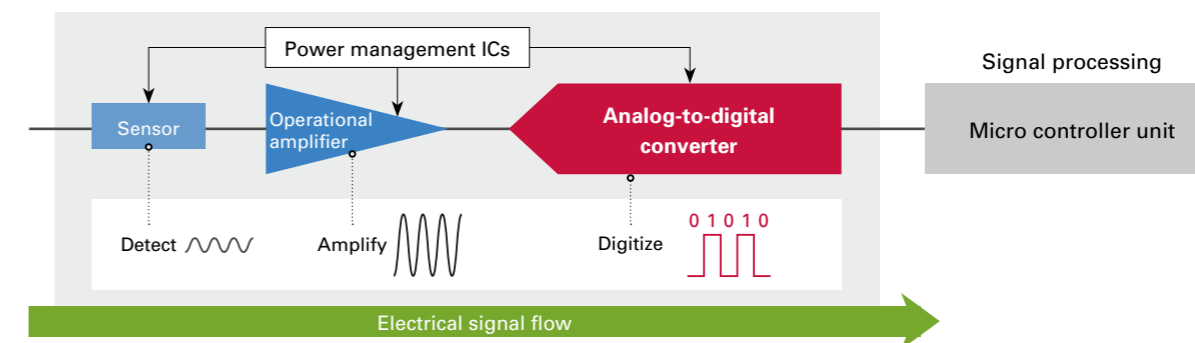 Power management ICs
Signal processing
Sensor
Operational
amplifier
Analog-to-digital
converter
Micro controller unit
Detect
Amplify
Digitize
0 1 0 1 0
Electrical signal flow